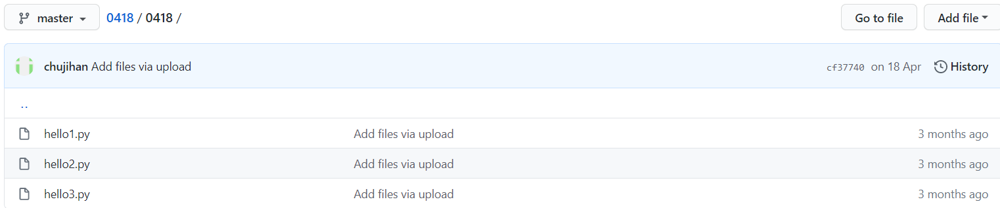 master 0418 / 0418 / Go to file Add file
chujihan Add files via upload cf37740 on 18 Apr History
..
hello1.py Add files via upload 3 months ago
hello2.py Add files via upload 3 months ago
hello3.py Add files via upload 3 months ago